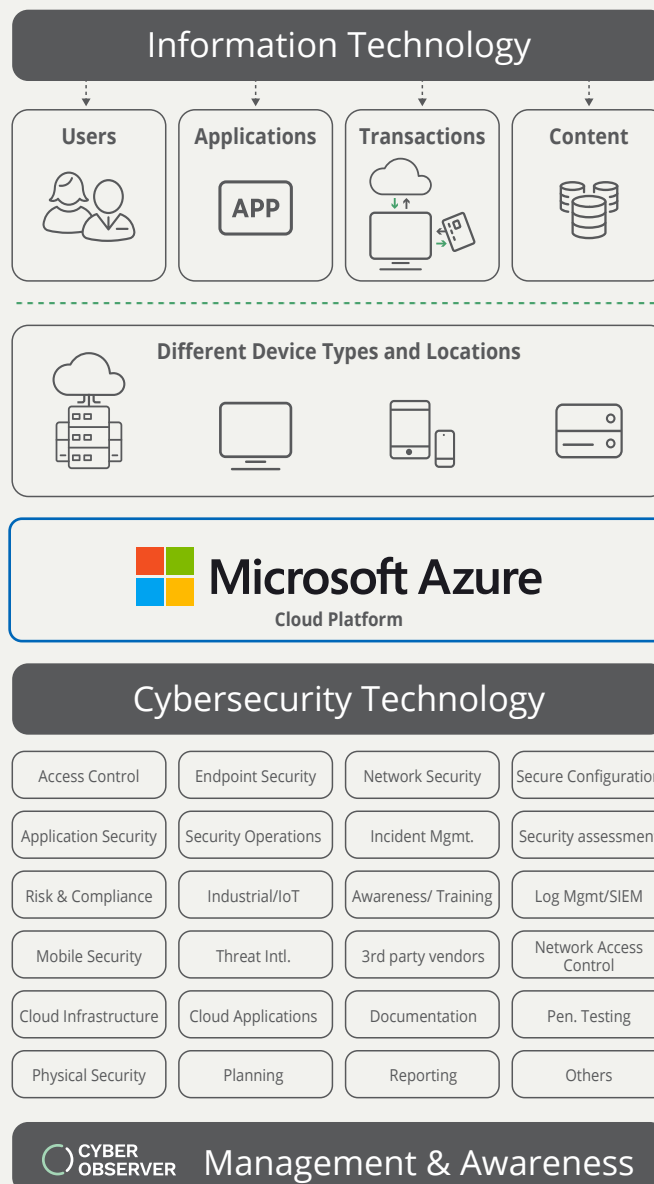 Information Technology
Users
Applications
Transactions
Content
APP
Different Device Types and Locations
Microsoft Azure
Cloud Platform
Cybersecurity Technology
Access Control
Endpoint Security
Network Security
Secure Configuration
Application Security
Security Operations
Incident Mgmt.
Security assessmen
Risk & Compliance
Industrial/IoT
Awareness/ Training
Log Mgmt/SIEM
Mobile Security
Threat Intl.
3rd party vendors
Network Access
Control
Cloud Infrastructure
Cloud Applications
Documentation
Pen. Testing
Physical Security
Planning
Reporting
Others
CYBER
OBSERVER
Management & Awareness